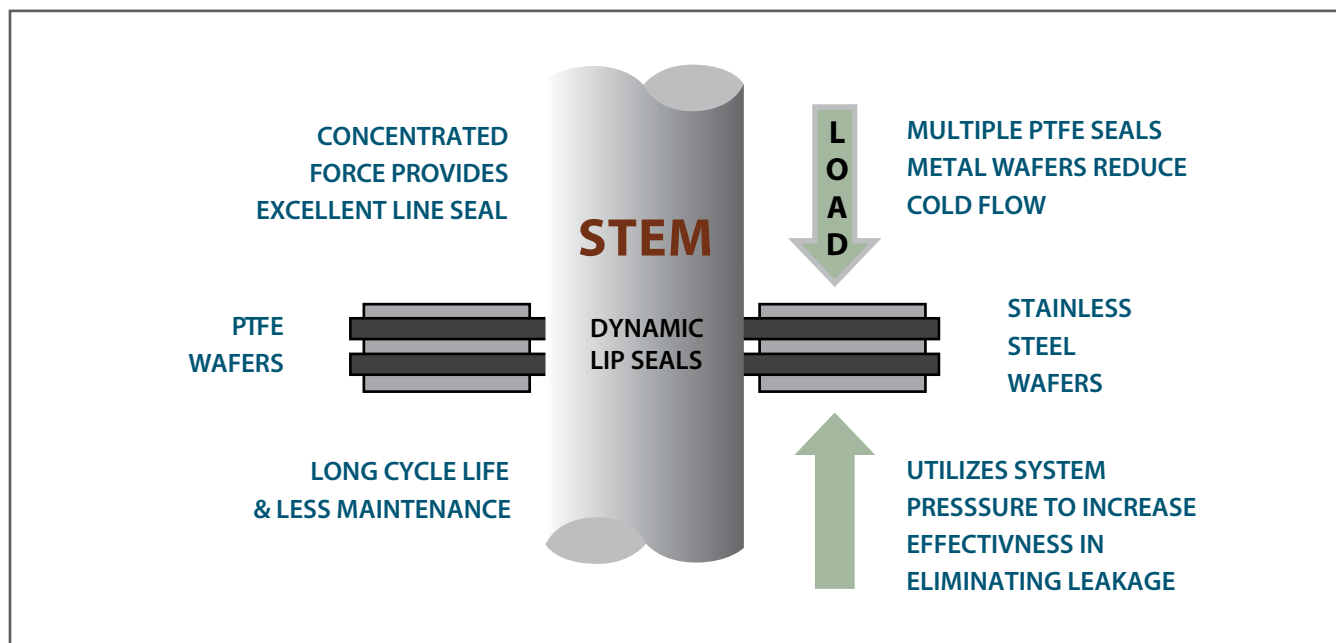 CONCENTRATED
FORCE PROVIDES
EXCELLENT LINE SEAL
STEM
LOAD
MULTIPLE PTFE SEALS
METAL WAFERS REDUCE
COLD FLOW
PTFE
WAFERS
DYNAMIC
LIP SEALS
STAINLESS
STEEL
WAFERS
LONG CYCLE LIFE
& LESS MAINTENANCE
UTILIZES SYSTEM
PRESSSURE TO INCREASE
EFFECTIVNESS IN
ELIMINATING LEAKAGE